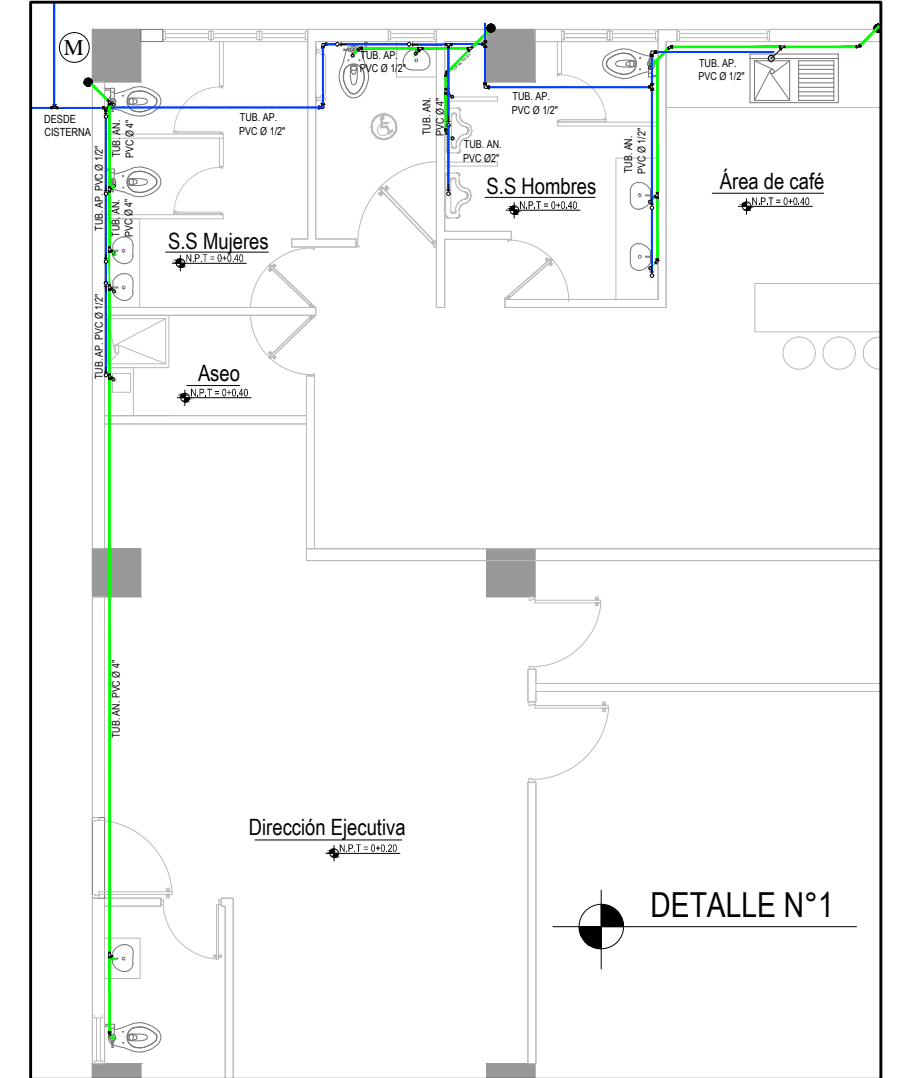 M
DESDE
CISTERNA
TUB. AN.
PVC Ø 4"
TUB. AP. PVC Ø 1/2"
TUB. AN.
PVC Ø 4"
TUB. AP. PVC Ø 1/2"
TUB. AP.
PVC Ø 1/2"
TUB. AP.
PVC Ø 1/2"
TUB. AN.
PVC Ø 4"
TUB. AN.
PVC Ø2"
TUB. AP.
PVC Ø 1/2"
TUB. AN.
PVC Ø 1/2"
TUB. AP.
PVC Ø 1/2"
S.S Mujeres
N.P.T = 0+0.40
S.S Hombres
N.P.T = 0+0.40
Área de café
N.P.T = 0+0.40
Aseo
N.P.T = 0+0.40
TUB. AN. PVC Ø 4"
Dirección Ejecutiva
N.P.T = 0+0.20
DETALLE N°1